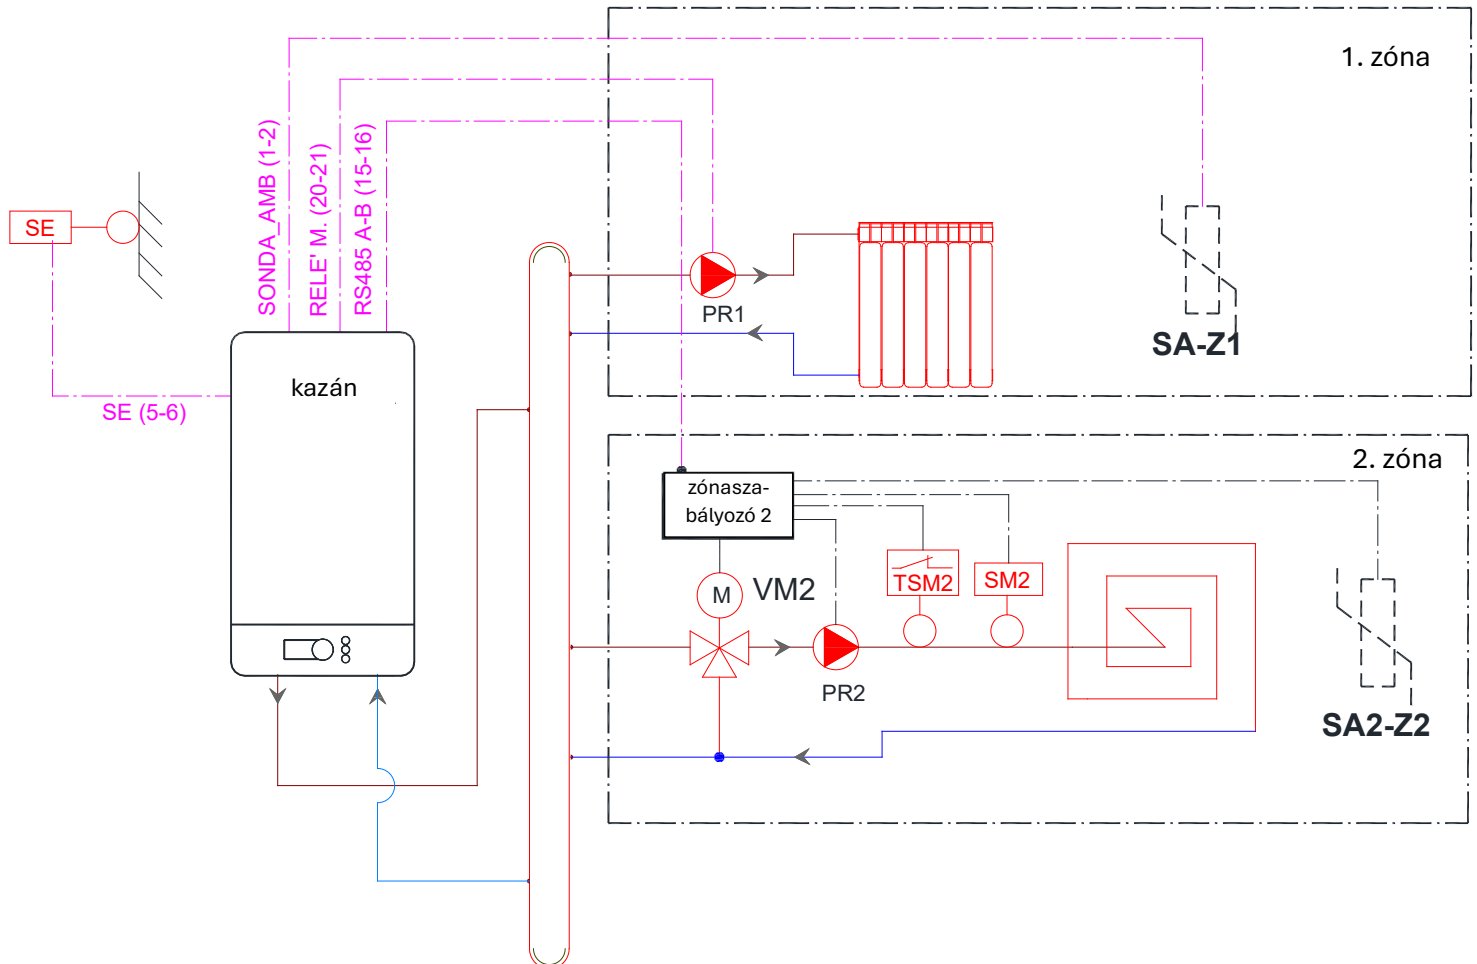 1. zóna
SONDA_AMB (1-2)
RELE' M. (20-21)
RS485 A-B (15-16)
SE
PR1
SA-Z1
kazán
SE (5-6)
2. zóna
zónasza-
bályozó 2
TSM2
SM2
M
VM2
PR2
SA2-Z2